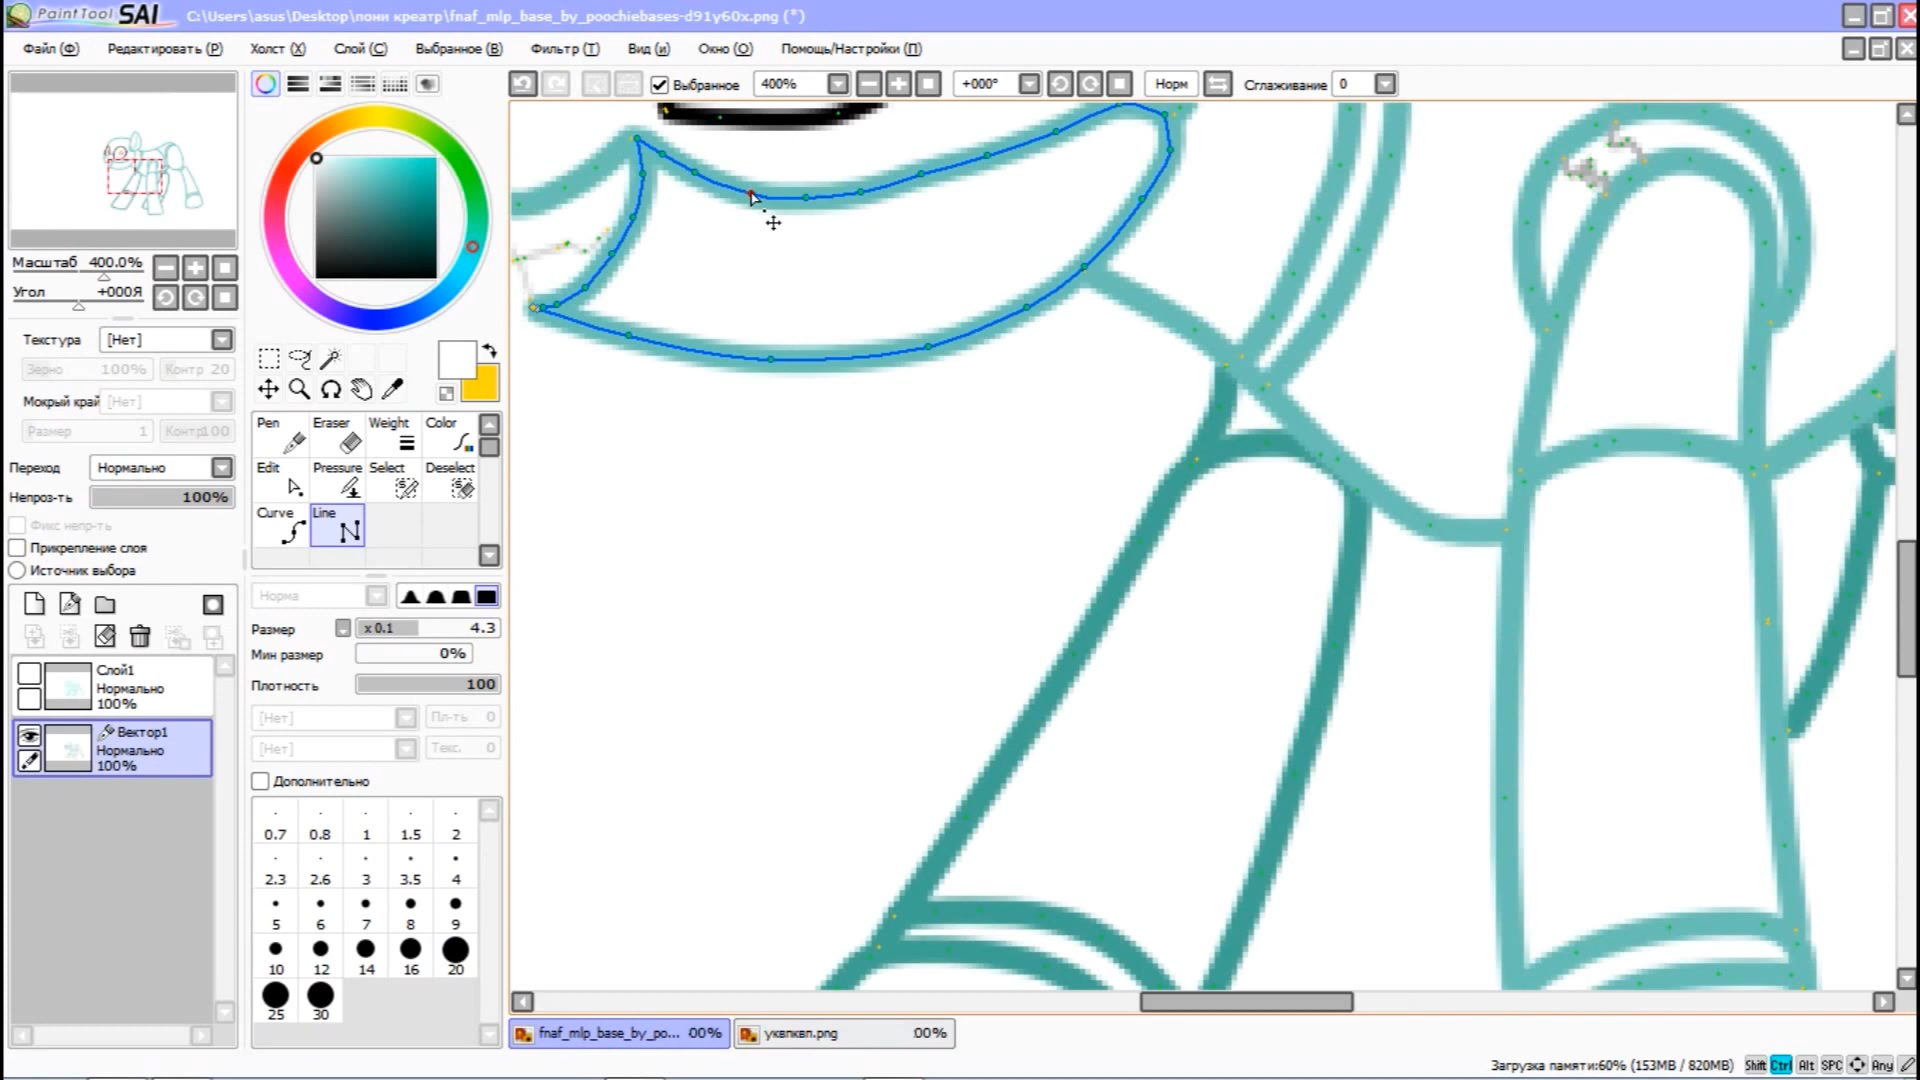 PaintTool SAI C:\Users\asus\Desktop\пони креатр\fnaf_mlp_base_by_poochiebases-d91y60x.png (*)
Файл (Ф) Редактировать (Р) Холст (X) Слой (С) Выбранное (В) Фильтр (Т) Вид (и) Окно (О) Помощь/Настройки (П)
Выбранное 400% +000° Норм Сглаживание 0
Масштаб 400.0%
Угол +000Я
Текстура [Нет]
Зерно 100% Контр 20
Мокрый край [Нет]
Размер 1 Контр100
Переход Нормально
Непроз-ть 100%
Фикс непр-ть
Прикрепление слоя
Источник выбора
Слой1
Нормально
100%
Вектор1
Нормально
100%
Pen Eraser Weight Color
Edit Pressure Select Deselect
Curve Line
Норма
Размер x 0.1 4.3
Мин размер 0%
Плотность 100
[Нет] Пл-ть 0
[Нет] Текс. 0
Дополнительно
0.7 0.8 1 1.5 2
2.3 2.6 3 3.5 4
5 6 7 8 9
10 12 14 16 20
25 30
fnaf_mlp_base_by_po... 00% уквпквп.png 00%
Загрузка памяти:60% (153MB / 820MB) Shift Ctrl Alt SPC Any